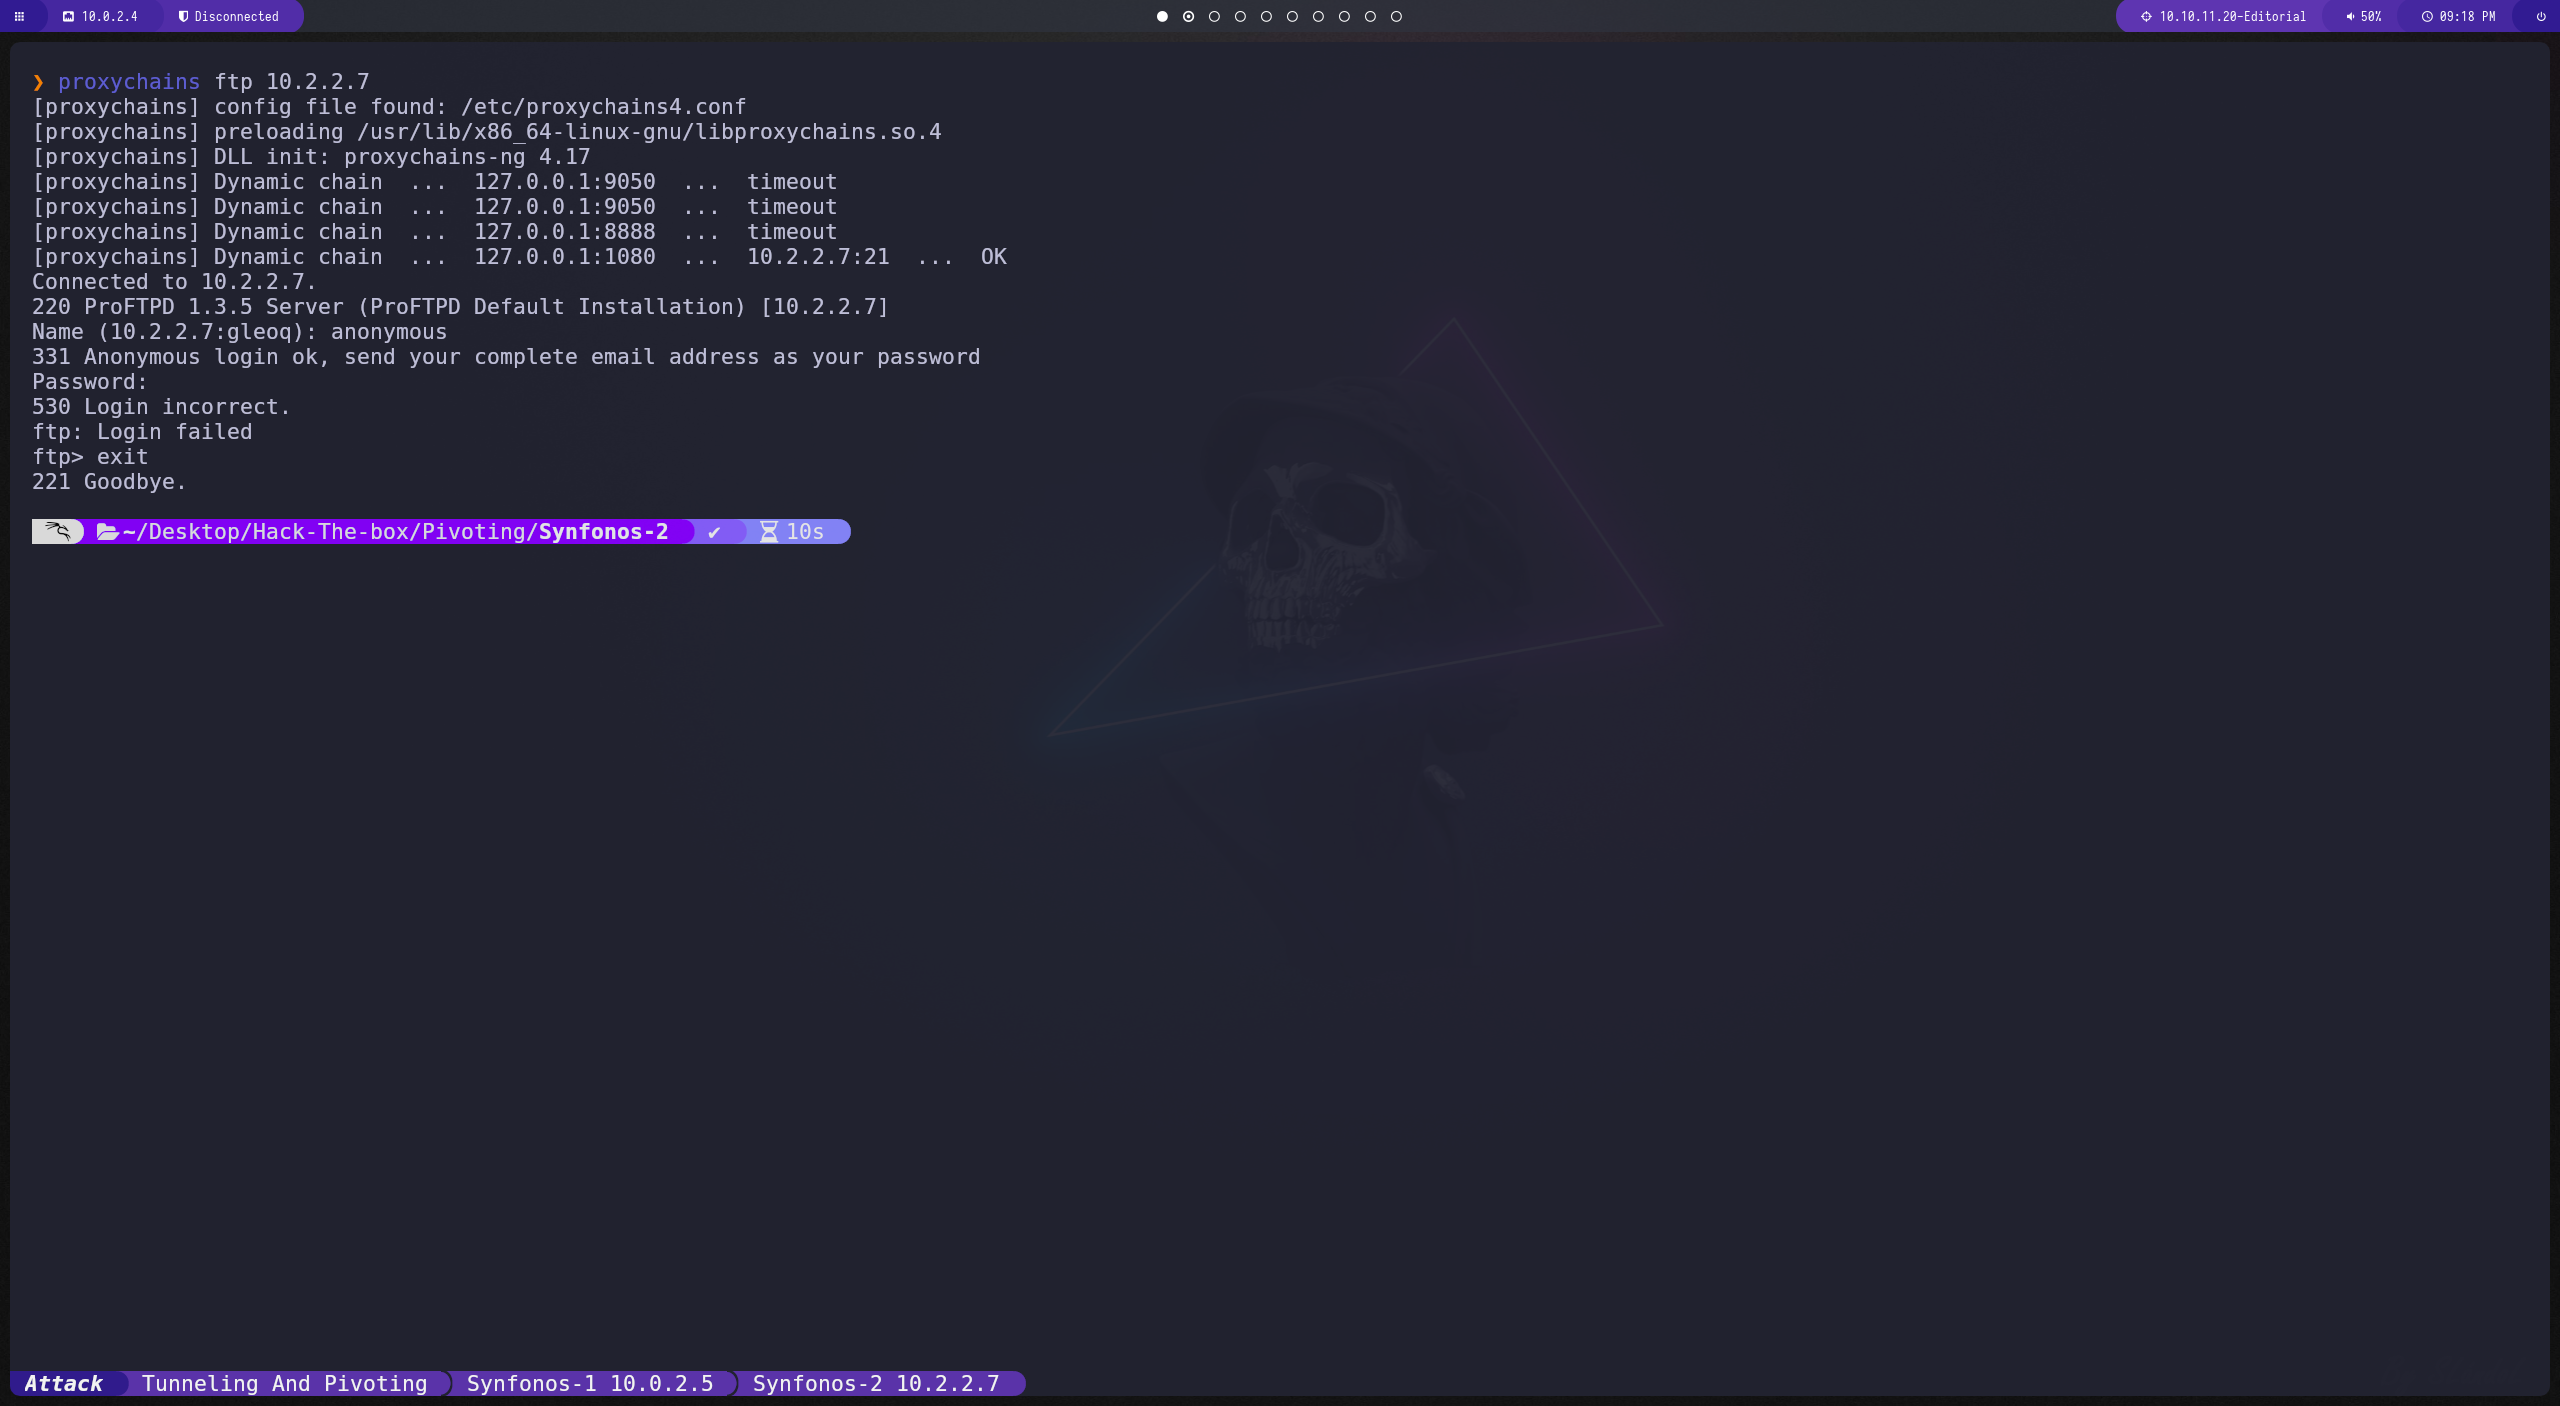 10.0.2.4 Disconnected 10.10.11.20-Editorial 50% 09:18 PM
❯ proxychains ftp 10.2.2.7
[proxychains] config file found: /etc/proxychains4.conf
[proxychains] preloading /usr/lib/x86_64-linux-gnu/libproxychains.so.4
[proxychains] DLL init: proxychains-ng 4.17
[proxychains] Dynamic chain  ...  127.0.0.1:9050  ...  timeout
[proxychains] Dynamic chain  ...  127.0.0.1:9050  ...  timeout
[proxychains] Dynamic chain  ...  127.0.0.1:8888  ...  timeout
[proxychains] Dynamic chain  ...  127.0.0.1:1080  ...  10.2.2.7:21  ...  OK
Connected to 10.2.2.7.
220 ProFTPD 1.3.5 Server (ProFTPD Default Installation) [10.2.2.7]
Name (10.2.2.7:gleoq): anonymous
331 Anonymous login ok, send your complete email address as your password
Password:
530 Login incorrect.
ftp: Login failed
ftp> exit
221 Goodbye.
~/Desktop/Hack-The-box/Pivoting/Synfonos-2 ✔ 10s
Attack Tunneling And Pivoting Synfonos-1 10.0.2.5 Synfonos-2 10.2.2.7